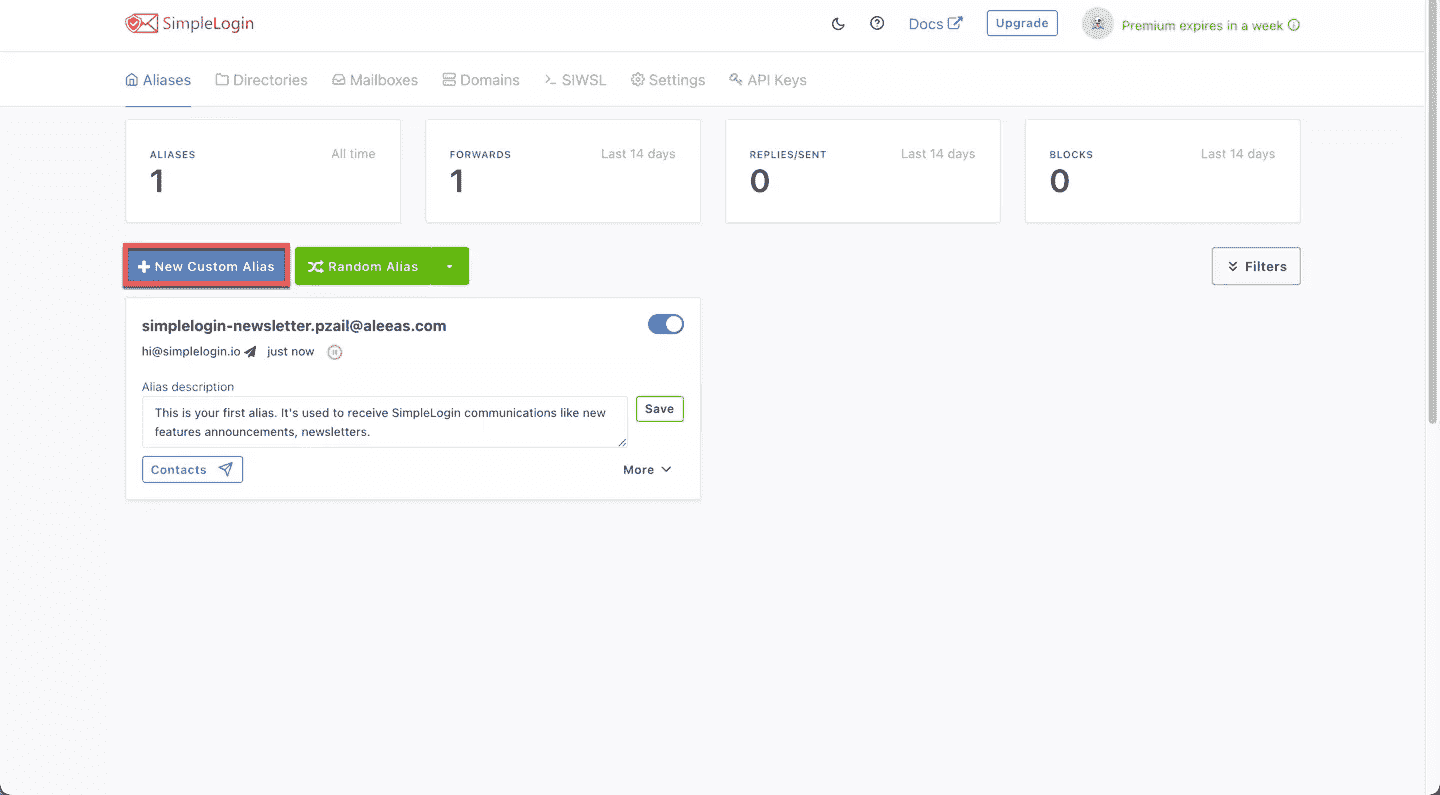 SimpleLogin
Docs
Upgrade
Premium expires in a week
Aliases
Directories
Mailboxes
Domains
SIWSL
Settings
API Keys
ALIASES
All time
1
FORWARDS
Last 14 days
1
REPLIES/SENT
Last 14 days
0
BLOCKS
Last 14 days
0
New Custom Alias
Random Alias
Filters
simplelogin-newsletter.pzail@aleeas.com
hi@simplelogin.io just now
Alias description
This is your first alias. It's used to receive SimpleLogin communications like new
features announcements, newsletters.
Save
Contacts
More